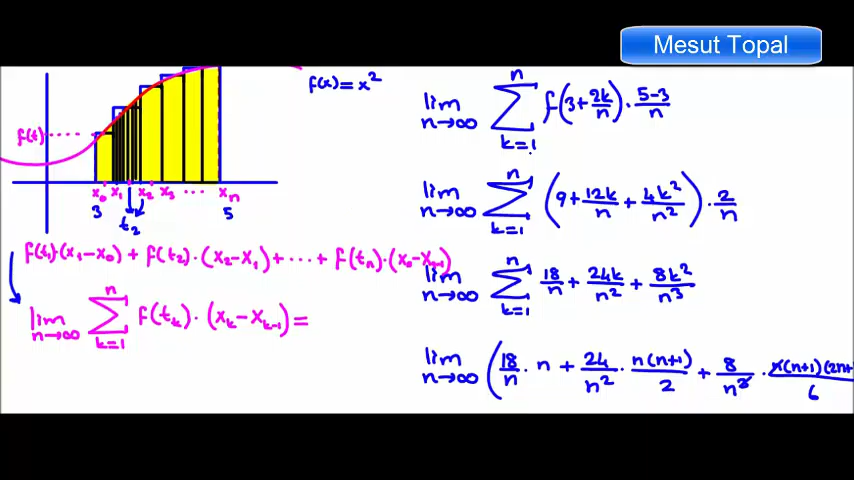 Mesut Topal
f(x) = x²
f(t)
x₀ x₁ x₂ x₃ ⋯ xₙ
3 5
t₂
f(t₁)·(x₁−x₀) + f(t₂)·(x₂−x₁) + ⋯ + f(tₙ)·(x₀−xₙ₋₁)
lim n→∞ ∑ k=1 n f(tₖ)·(xₖ−xₖ₋₁) =
lim n→∞ ∑ k=1 n f(3+2k/n)·5−3/n
lim n→∞ ∑ k=1 n (9+12k/n+4k²/n²)·2/n
lim n→∞ ∑ k=1 n 18/n+24k/n²+8k²/n³
lim n→∞ (18/n·n+24/n²·n(n+1)/2+8/n³·n(n+1)(2n+/6